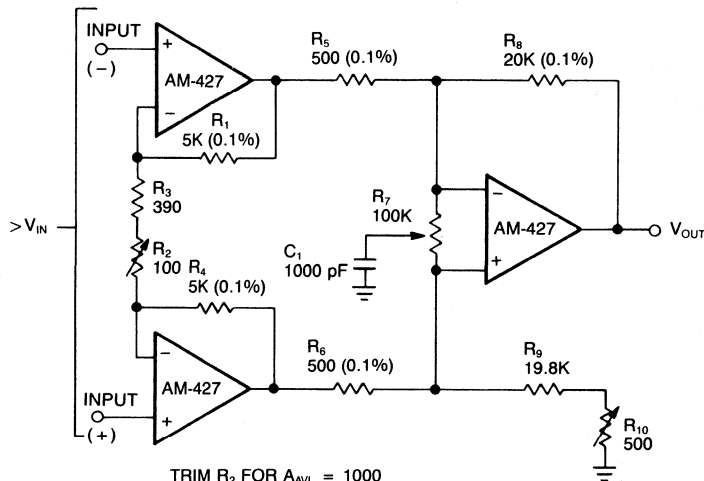 INPUT
(−)
+
AM-427
−
R1
5K (0.1%)
R5
500 (0.1%)
R8
20K (0.1%)
R3
390
>VIN
R2
100
R4
5K (0.1%)
R7
100K
C1
1000 pF
−
AM-427
+
VOUT
−
AM-427
+
INPUT
(+)
R6
500 (0.1%)
R9
19.8K
R10
500
TRIM R2 FOR AAVL = 1000